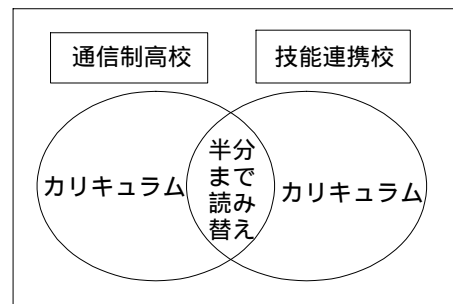 通信制高校
技能連携校
カリキュラム
半分
まで
読み
替え
カリキュラム